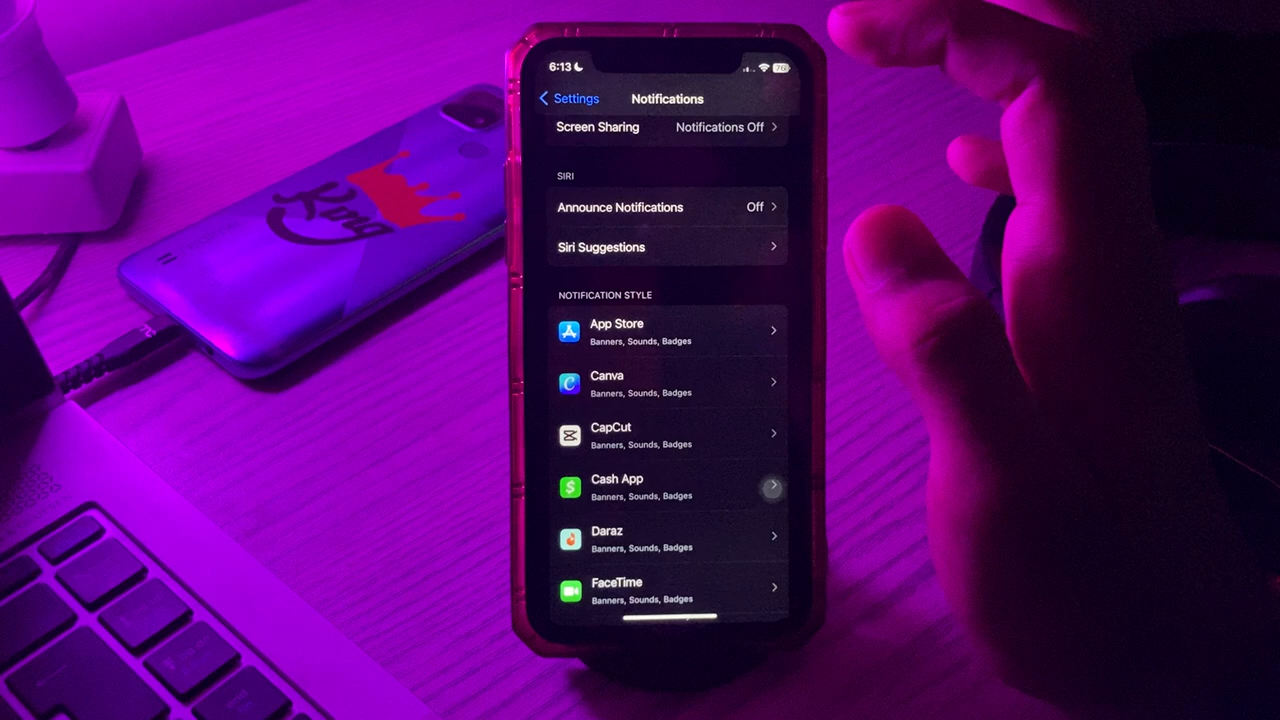 6:13
76
Settings
Notifications
Screen Sharing Notifications Off
SIRI
Announce Notifications Off
Siri Suggestions
NOTIFICATION STYLE
App Store
Banners, Sounds, Badges
Canva
Banners, Sounds, Badges
CapCut
Banners, Sounds, Badges
Cash App
Banners, Sounds, Badges
Daraz
Banners, Sounds, Badges
FaceTime
Banners, Sounds, Badges
King